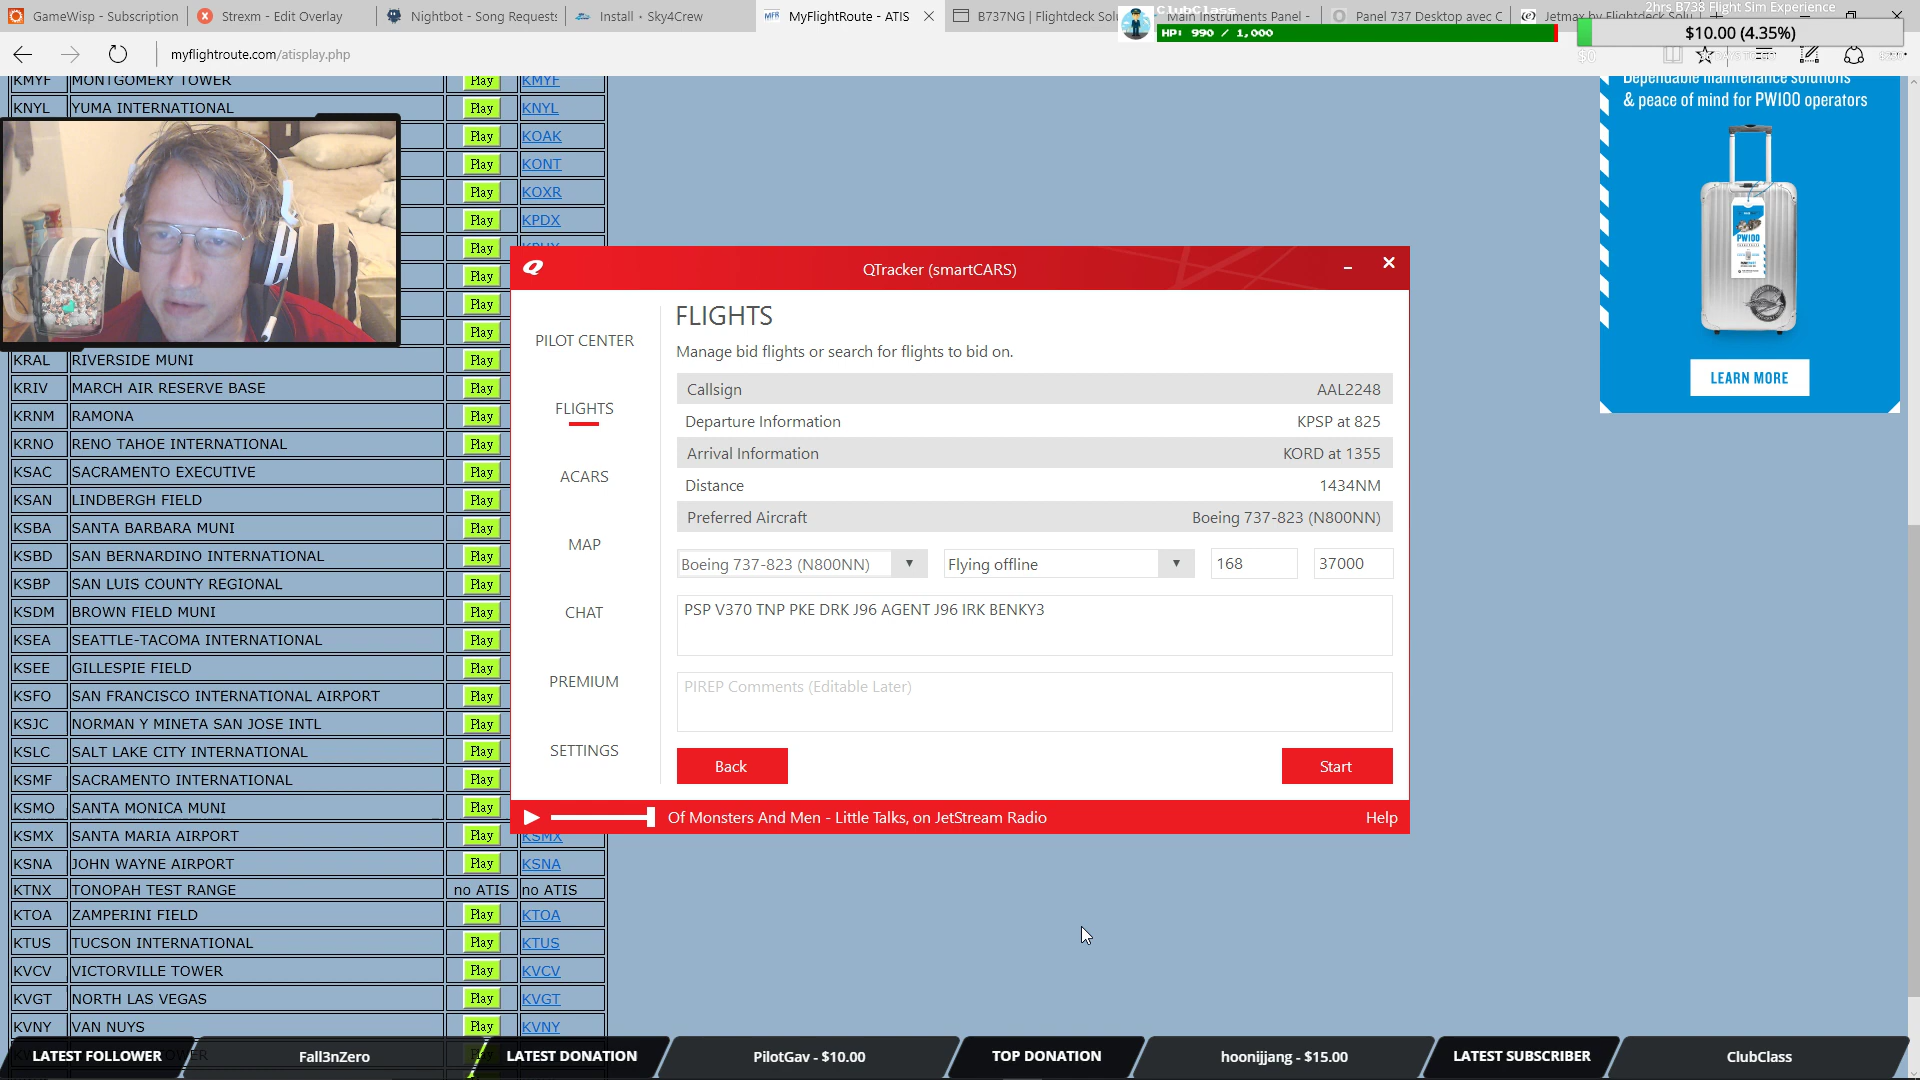 GameWisp - Subscription
Strexm - Edit Overlay
Nightbot - Song Requests
Install · Sky4Crew
MyFlightRoute - ATIS
B737NG | Flightdeck Solu
Main Instruments Panel -
Panel 737 Desktop avec C
Jetmax by Flightdeck Solu
ClubClass
HP: 990 / 1,000
2hrs B738 Flight Sim Experience
$10.00 (4.35%)
$0
myflightroute.com/atisplay.php
KMYF MONTGOMERY TOWER Play KMYF
KNYL YUMA INTERNATIONAL Play KNYL
Play KOAK
Play KONT
Play KOXR
Play KPDX
Play
Play
Play
Play
KRAL RIVERSIDE MUNI Play
KRIV MARCH AIR RESERVE BASE Play
KRNM RAMONA Play
KRNO RENO TAHOE INTERNATIONAL Play
KSAC SACRAMENTO EXECUTIVE Play
KSAN LINDBERGH FIELD Play
KSBA SANTA BARBARA MUNI Play
KSBD SAN BERNARDINO INTERNATIONAL Play
KSBP SAN LUIS COUNTY REGIONAL Play
KSDM BROWN FIELD MUNI Play
KSEA SEATTLE-TACOMA INTERNATIONAL Play
KSEE GILLESPIE FIELD Play
KSFO SAN FRANCISCO INTERNATIONAL AIRPORT Play
KSJC NORMAN Y MINETA SAN JOSE INTL Play
KSLC SALT LAKE CITY INTERNATIONAL Play
KSMF SACRAMENTO INTERNATIONAL Play
KSMO SANTA MONICA MUNI Play
KSMX SANTA MARIA AIRPORT Play KSMX
KSNA JOHN WAYNE AIRPORT Play KSNA
KTNX TONOPAH TEST RANGE no ATIS no ATIS
KTOA ZAMPERINI FIELD Play KTOA
KTUS TUCSON INTERNATIONAL Play KTUS
KVCV VICTORVILLE TOWER Play KVCV
KVGT NORTH LAS VEGAS Play KVGT
KVNY VAN NUYS Play KVNY
QTracker (smartCARS)
PILOT CENTER
FLIGHTS
ACARS
MAP
CHAT
PREMIUM
SETTINGS
FLIGHTS
Manage bid flights or search for flights to bid on.
Callsign AAL2248
Departure Information KPSP at 825
Arrival Information KORD at 1355
Distance 1434NM
Preferred Aircraft Boeing 737-823 (N800NN)
Boeing 737-823 (N800NN) Flying offline 168 37000
PSP V370 TNP PKE DRK J96 AGENT J96 IRK BENKY3
PIREP Comments (Editable Later)
Back Start
Of Monsters And Men - Little Talks, on JetStream Radio Help
Dependable maintenance solutions
& peace of mind for PW100 operators
PW100
LEARN MORE
LATEST FOLLOWER Fall3nZero LATEST DONATION PilotGav - $10.00 TOP DONATION hoonijjang - $15.00 LATEST SUBSCRIBER ClubClass